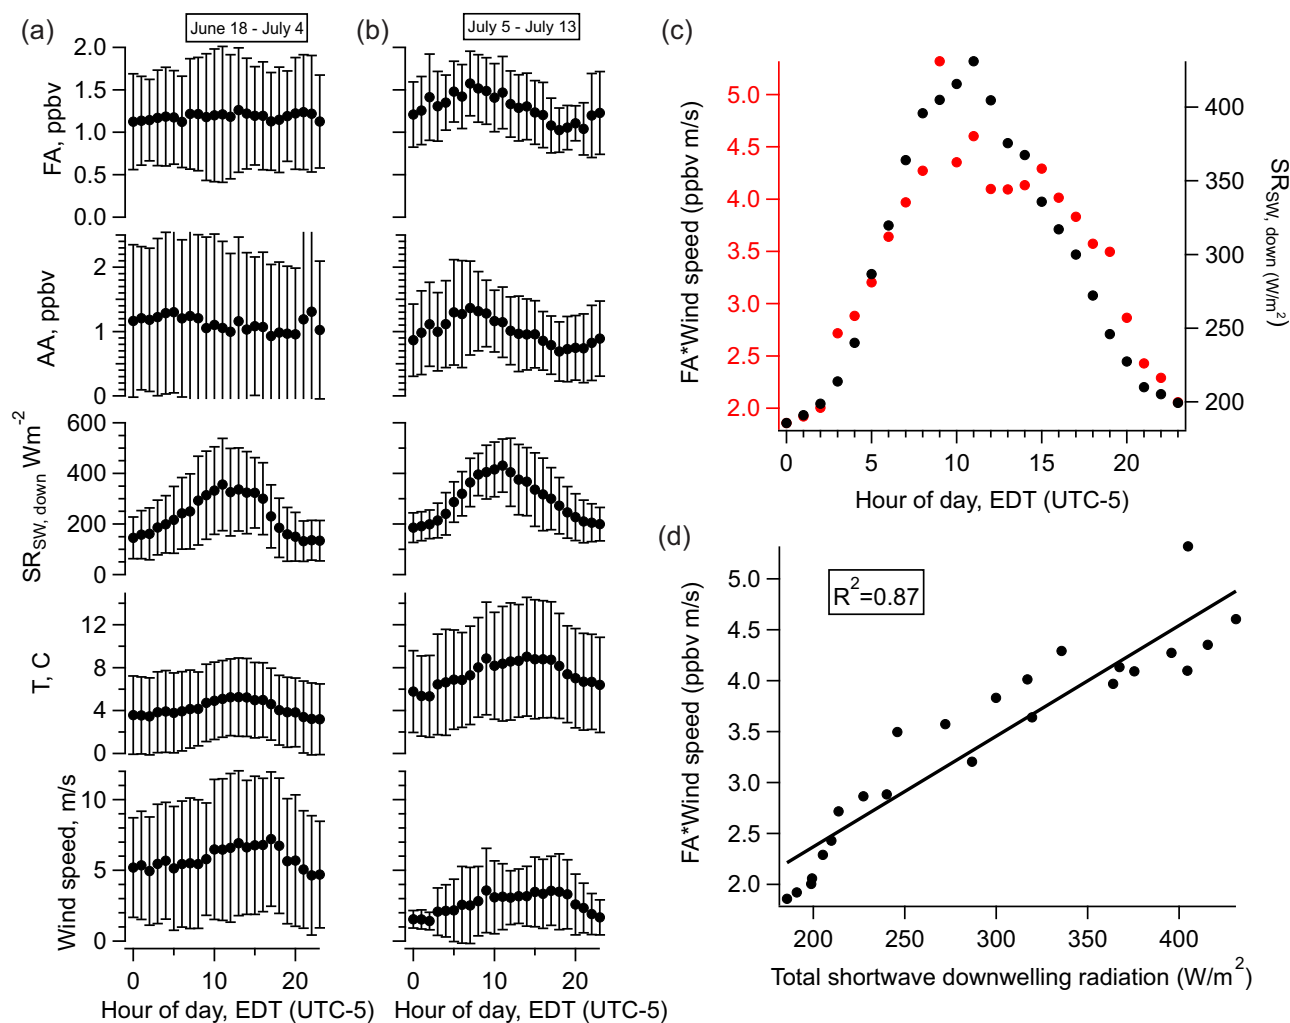 (a)
June 18 - July 4
FA, ppbv
2.0
1.5
1.0
0.5
0.0
AA, ppbv
2
1
0
SR_SW, down Wm^-2
600
400
200
0
T, C
12
8
4
0
Wind speed, m/s
10
5
0
0 10 20
Hour of day, EDT (UTC-5)
(b)
July 5 - July 13
0 10 20
Hour of day, EDT (UTC-5)
(c)
FA*Wind speed (ppbv m/s)
5.0
4.5
4.0
3.5
3.0
2.5
2.0
400
350
300
250
200
SR_SW, down (W/m^2)
0 5 10 15 20
Hour of day, EDT (UTC-5)
(d)
R^2=0.87
FA*Wind speed (ppbv m/s)
5.0
4.5
4.0
3.5
3.0
2.5
2.0
200 250 300 350 400
Total shortwave downwelling radiation (W/m^2)